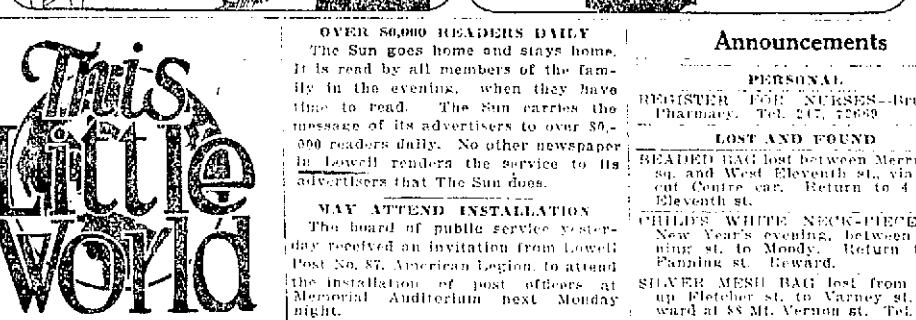 This
Little
World
OVER 80,000 READERS DAILY
The Sun goes home and stays home.
It is read by all members of the fam-
ily in the evening, when they have
time to read. The Sun carries the
message of its advertisers to over 80,-
000 readers daily. No other newspaper
in Lowell renders the service to its
advertisers that The Sun does.
MAY ATTEND INSTALLATION
The board of public service yester-
day received an invitation from Lowell
Post No. 87, American Legion, to attend
the installation of post officers at
Memorial Auditorium next Monday
night.
Announcements
PERSONAL
REGISTER FOR NURSES--
Pharmacy. Tel. 247,
LOST AND FOUND
BEADED BAG lost between
sq. and West Eleventh st., via
Centre car. Return to 4
Eleventh st.
CHILD'S WHITE NECK-PIECE
New Year's evening, between
st. to Moody. Return
st. Reward.
SILVER MESH BAG lost from
up Fletcher st. to Varney st.
ward at 88 Mt. Vernon st. Tel.